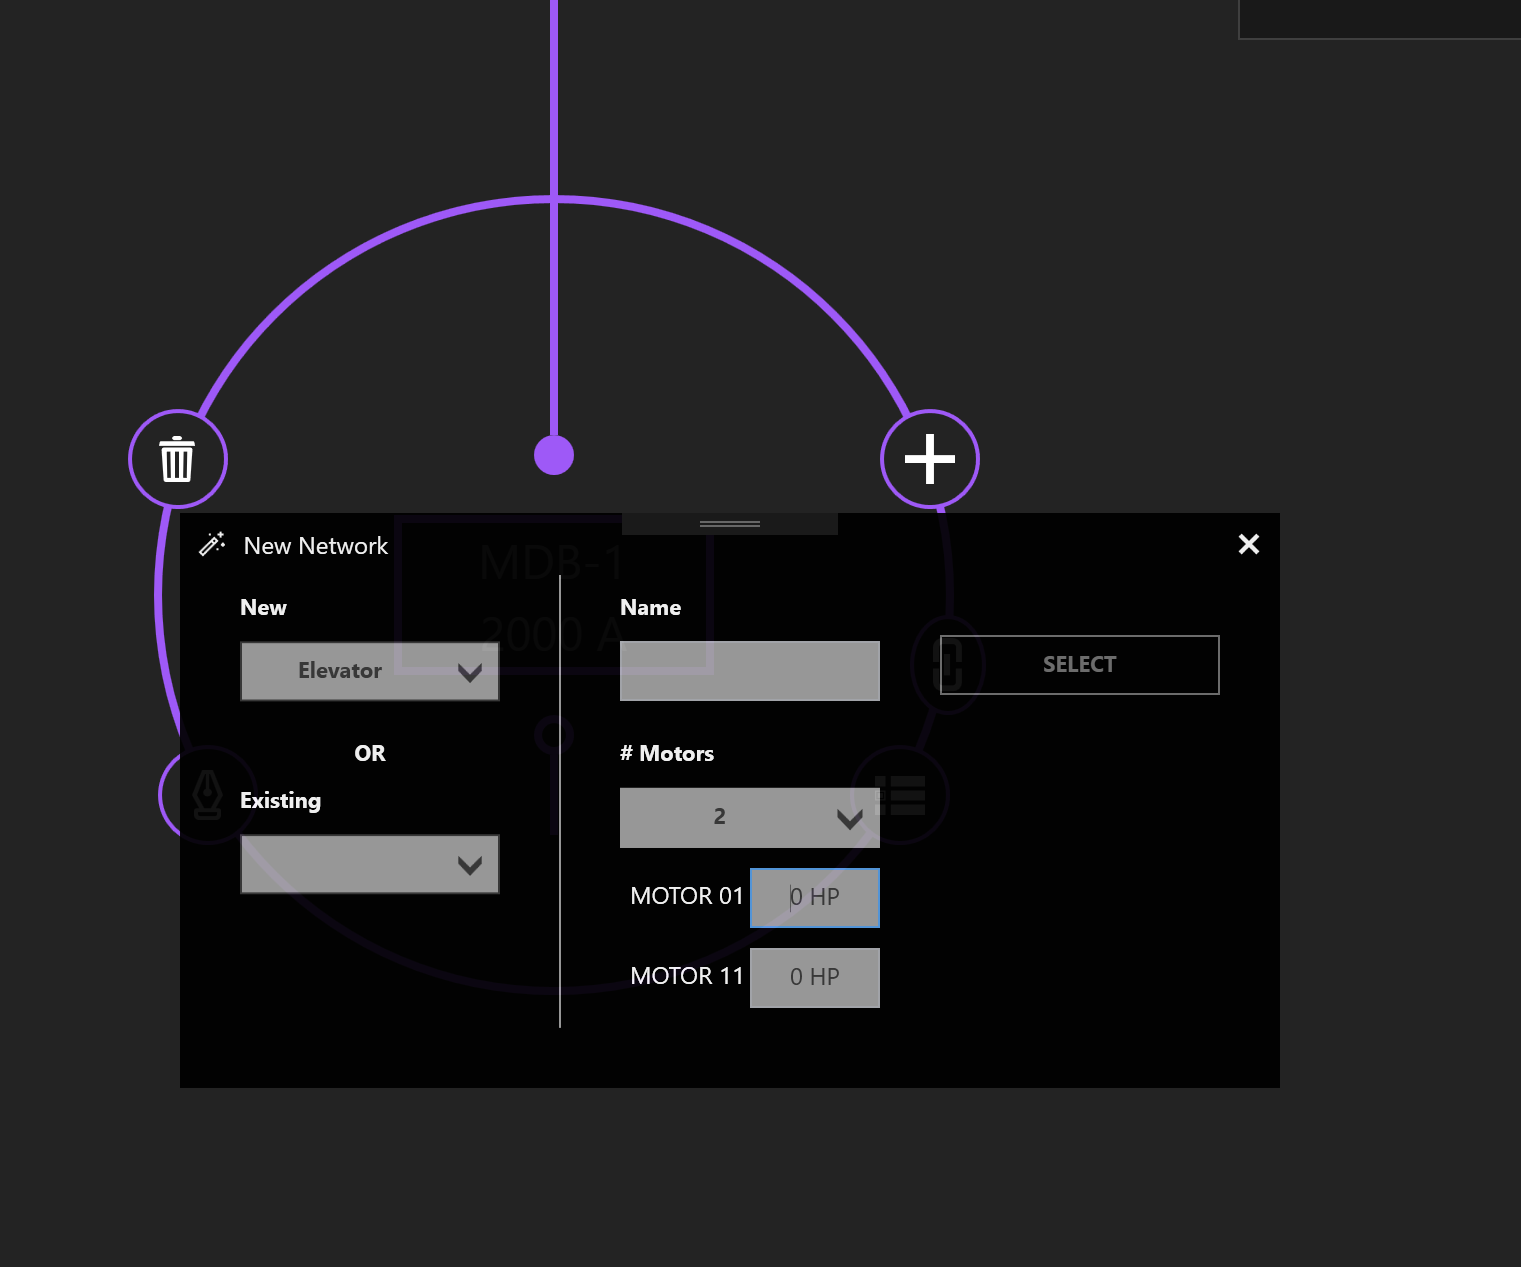 New Network
MDB-1
2000 A
New
Elevator
OR
Existing
Name
# Motors
2
MOTOR 01
0 HP
MOTOR 11
0 HP
SELECT